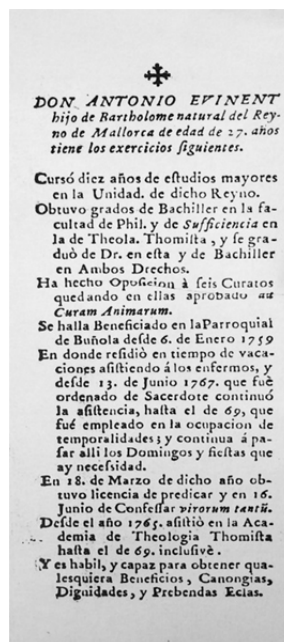 DON ANTONIO EVINENT
hijo de Bartholome natural del Rey-
no de Mallorca de edad de 27. años
tiene los exercicios ſiguientes.
Cursó diez años de eſtudios mayores
en la Unidad. de dicho Reyno.
Obtuvo grados de Bachiller en la fa-
cultad de Phil. y de Sufficiencia en
la de Theola. Thomiſta, y ſe gra-
duò de Dr. en eſta y de Bachiller
en Ambos Drechos.
Ha hecho Opoſicion à ſeis Curatos
quedando en ellas aprobado ad
Curam Animarum.
Se halla Beneficiado en laParroquial
de Buñola desde 6. de Enero 1759
En donde reſidiò en tiempo de vaca-
ciones aſiſtiendo á los enfermos, y
deſde 13. de Junio 1767. que fuè
ordenado de Sacerdote continuó
la aſiſtencia, haſta el de 69, que
fué empleado en la ocupacion de
temporalidades; y continua á pa-
ſar alli los Domingos y fieſtas que
ay neceſſidad.
En 18. de Marzo de dicho año ob-
tuvo licencia de predicar y en 16.
Junio de Confeſſar virorum tantū.
Deſde el año 1765. aſiſtiò en la Aca-
demia de Theologia Thomiſta
haſta el de 69. incluſivè.
Y es habil, y capaz para obtener qua-
lesquiera Beneficios, Canongias,
Dignidades, y Prebendas Eclas.